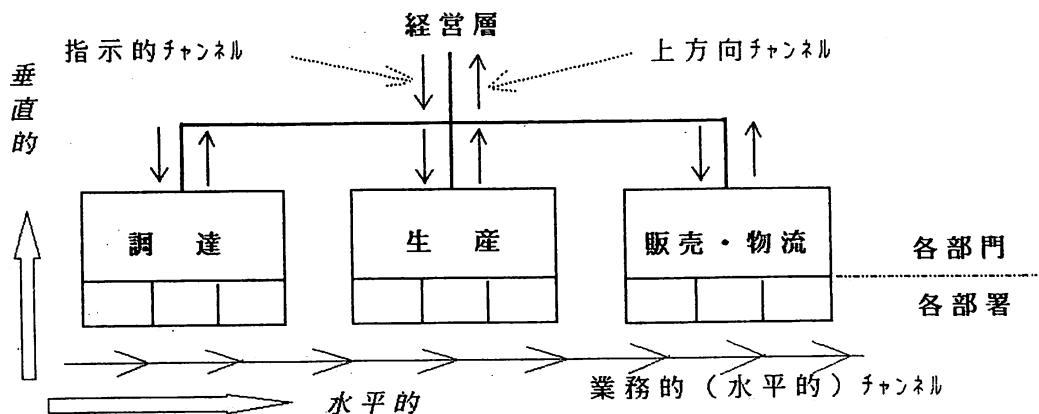 経営層
指示的ﾁｬﾝﾈﾙ
上方向ﾁｬﾝﾈﾙ
垂直的
調達
生産
販売・物流
各部門
各部署
業務的（水平的）ﾁｬﾝﾈﾙ
水平的